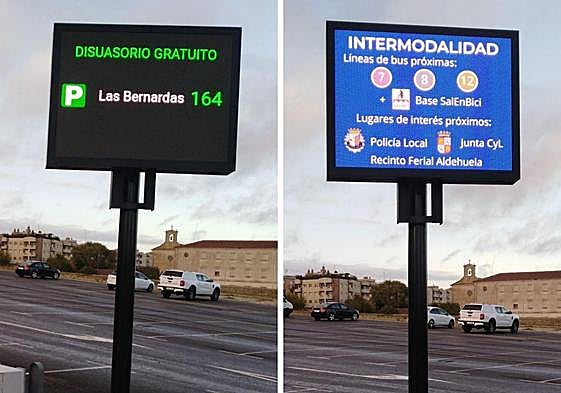 DISUASORIO GRATUITO
P Las Bernardas 164
INTERMODALIDAD
Líneas de bus próximas:
7 8 12
+ Base SalEnBici
Lugares de interés próximos:
Policía Local Junta CyL
Recinto Ferial Aldehuela